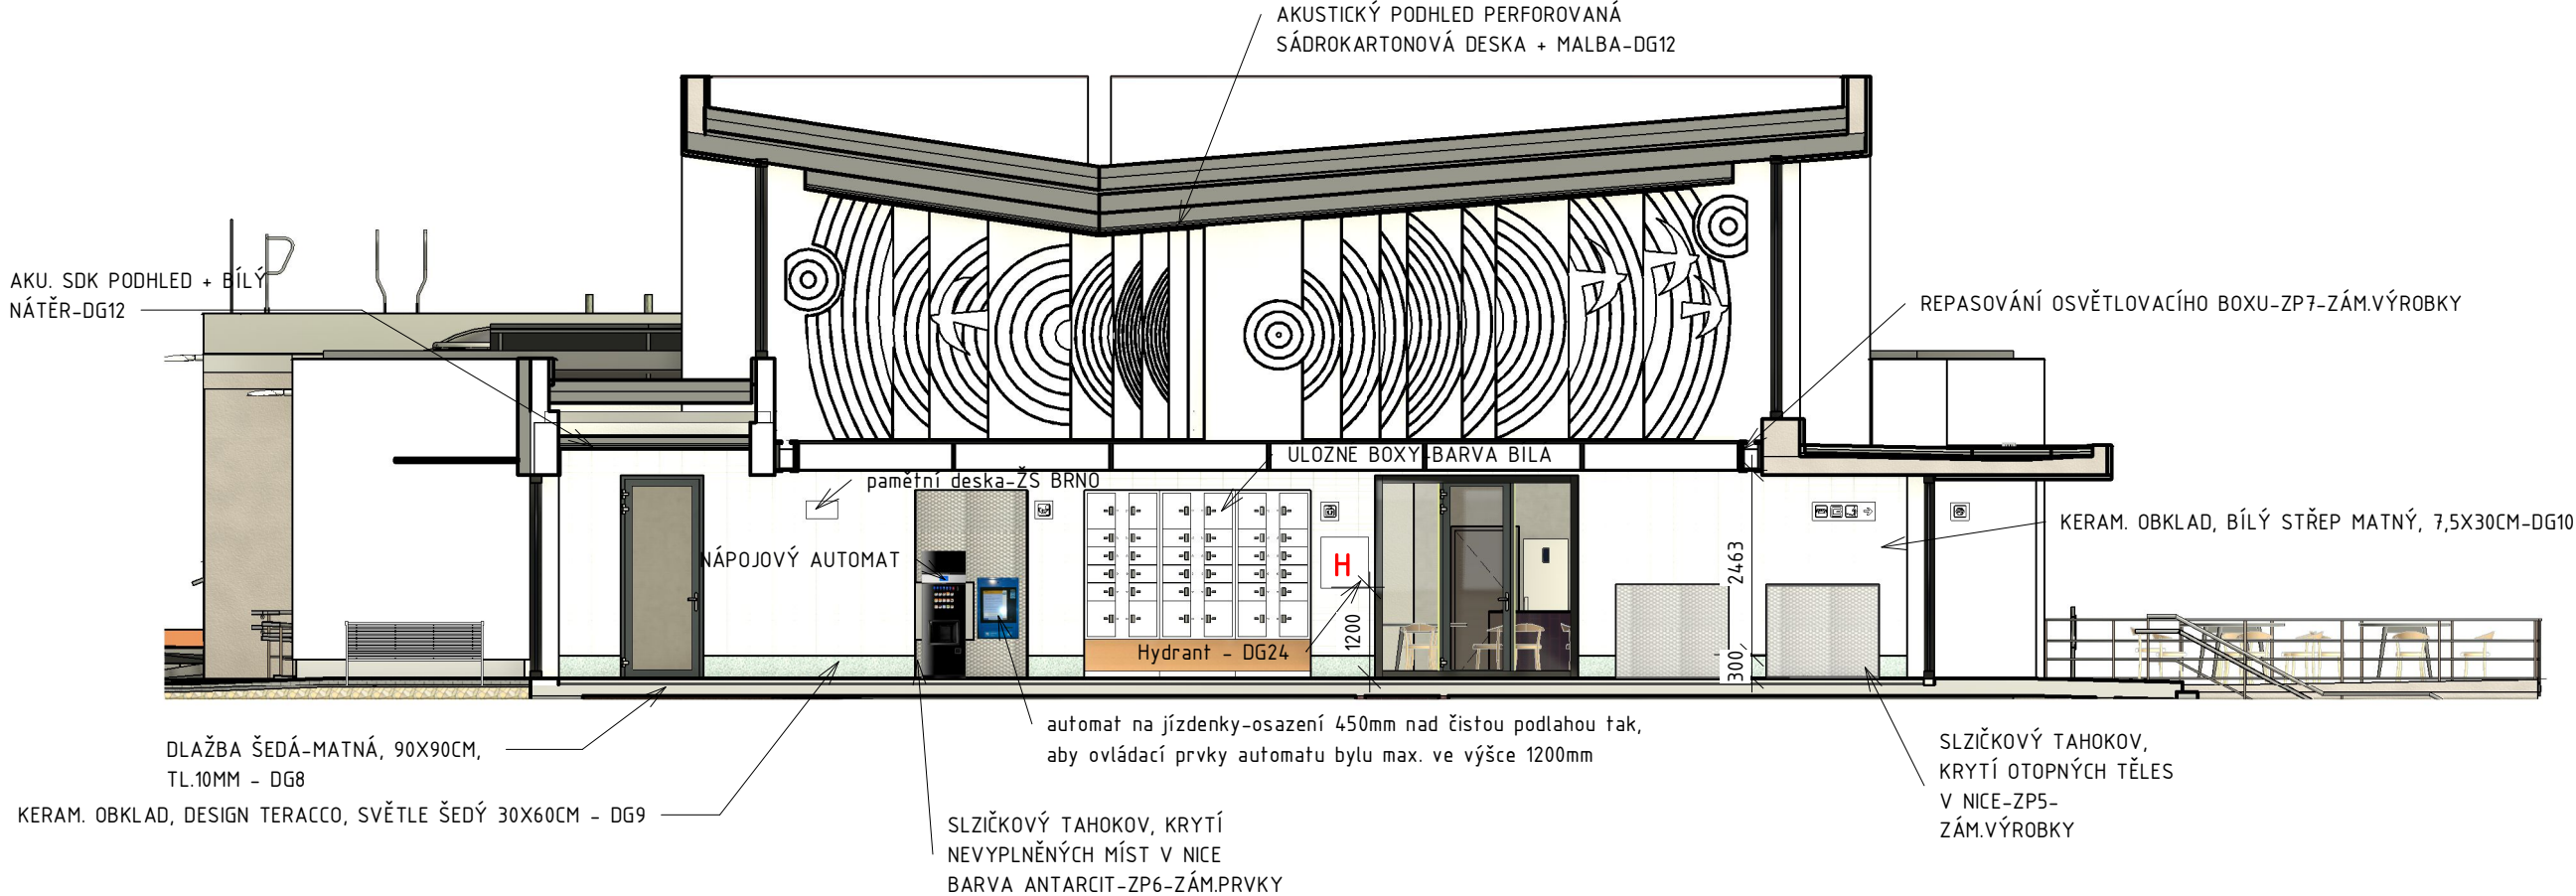 AKUSTICKÝ PODHLED PERFOROVANÁ
SÁDROKARTONOVÁ DESKA + MALBA-DG12
AKU. SDK PODHLED + BÍLÝ
NÁTĚR-DG12
REPASOVÁNÍ OSVĚTLOVACÍHO BOXU-ZP7-ZÁM.VÝROBKY
ULOZNE BOXY-BARVA BILA
pamětní deska-ŽS BRNO
KERAM. OBKLAD, BÍLÝ STŘEP MATNÝ, 7,5X30CM-DG10
NÁPOJOVÝ AUTOMAT
H
2463
1200
300
Hydrant - DG24
automat na jízdenky-osazení 450mm nad čistou podlahou tak,
aby ovládací prvky automatu bylu max. ve výšce 1200mm
DLAŽBA ŠEDÁ-MATNÁ, 90X90CM,
TL.10MM - DG8
KERAM. OBKLAD, DESIGN TERACCO, SVĚTLE ŠEDÝ 30X60CM - DG9
SLZIČKOVÝ TAHOKOV, KRYTÍ
NEVYPLNĚNÝCH MÍST V NICE
BARVA ANTARCIT-ZP6-ZÁM.PRVKY
SLZIČKOVÝ TAHOKOV,
KRYTÍ OTOPNÝCH TĚLES
V NICE-ZP5-
ZÁM.VÝROBKY